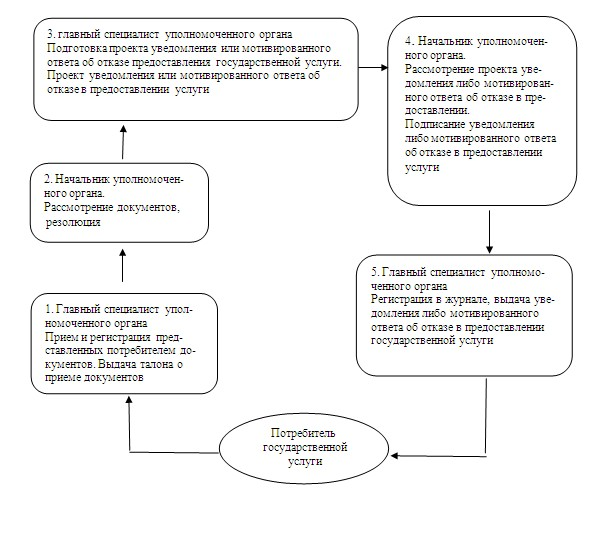 3. главный специалист уполномоченного органа
Подготовка проекта уведомления или мотивированного
ответа об отказе предоставления государственной услуги.
Проект уведомления или мотивированного ответа об
отказе в предоставлении услуги
4. Начальник уполномочен-
ного органа.
Рассмотрение проекта уве-
домления либо мотивирован-
ного ответа об отказе в пре-
доставлении.
Подписание уведомления
либо мотивированного ответа
об отказе в предоставлении
услуги
2. Начальник уполномочен-
ного органа.
Рассмотрение документов,
резолюция
5. Главный специалист уполномо-
ченного органа
Регистрация в журнале, выдача уве-
домления либо мотивированного
ответа об отказе в предоставлении
государственной услуги
1. Главный специалист упол-
номоченного органа
Прием и регистрация пред-
ставленных потребителем до-
кументов. Выдача талона о
приеме документов
Потребитель
государственной
услуги